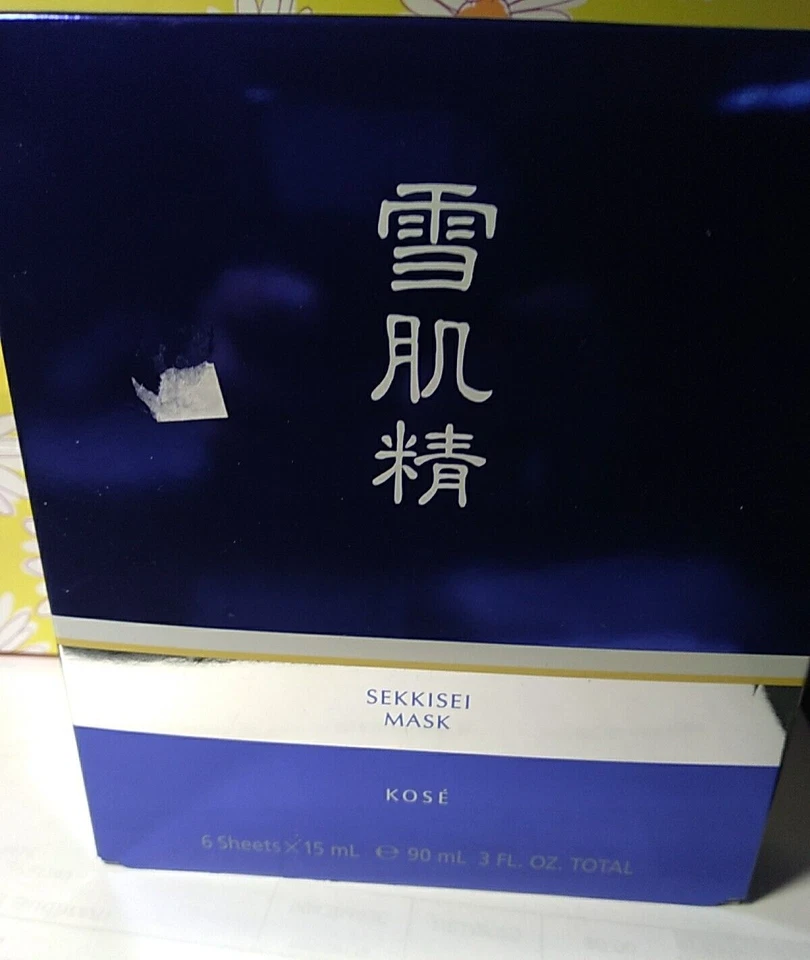 雪肌精
SEKKISEI
MASK
KOSÉ
6 Sheets×15 mL ℮ 90 mL 3 FL. OZ. TOTAL